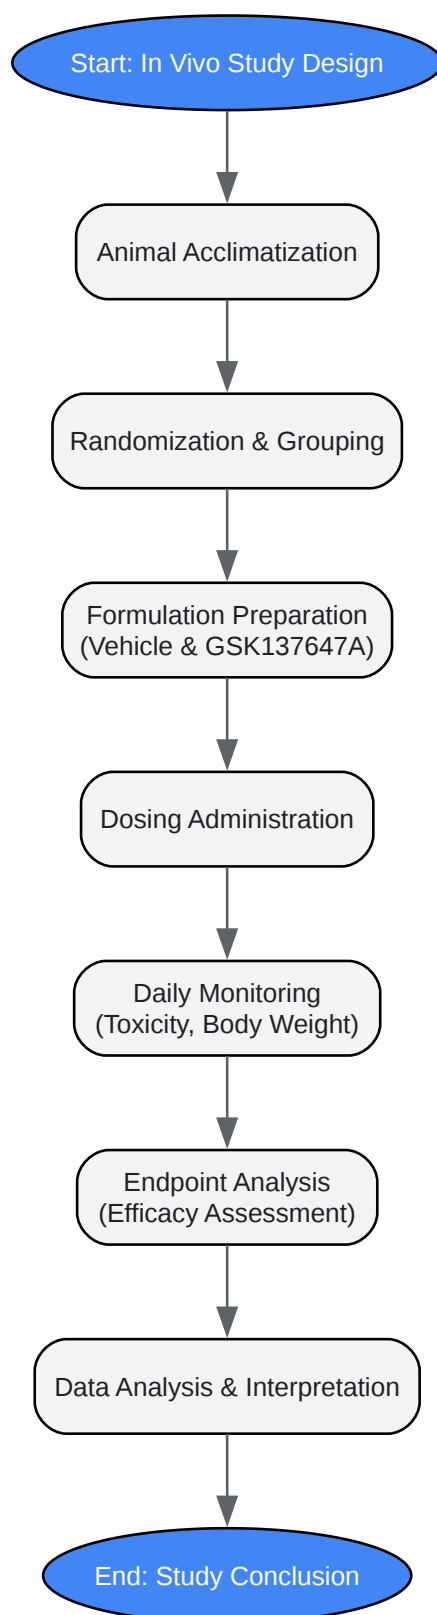 Start: In Vivo Study Design
Animal Acclimatization
Randomization & Grouping
Formulation Preparation
(Vehicle & GSK137647A)
Dosing Administration
Daily Monitoring
(Toxicity, Body Weight)
Endpoint Analysis
(Efficacy Assessment)
Data Analysis & Interpretation
End: Study Conclusion